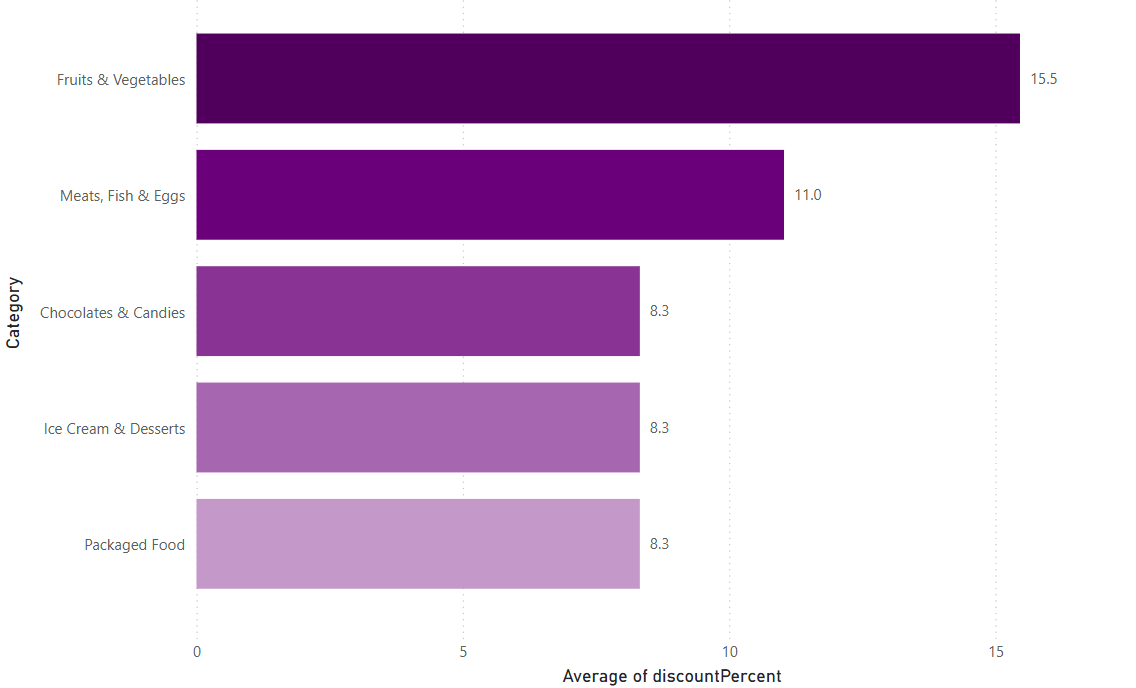 Category
Fruits & Vegetables 15.5
Meats, Fish & Eggs 11.0
Chocolates & Candies 8.3
Ice Cream & Desserts 8.3
Packaged Food 8.3
0 5 10 15
Average of discountPercent